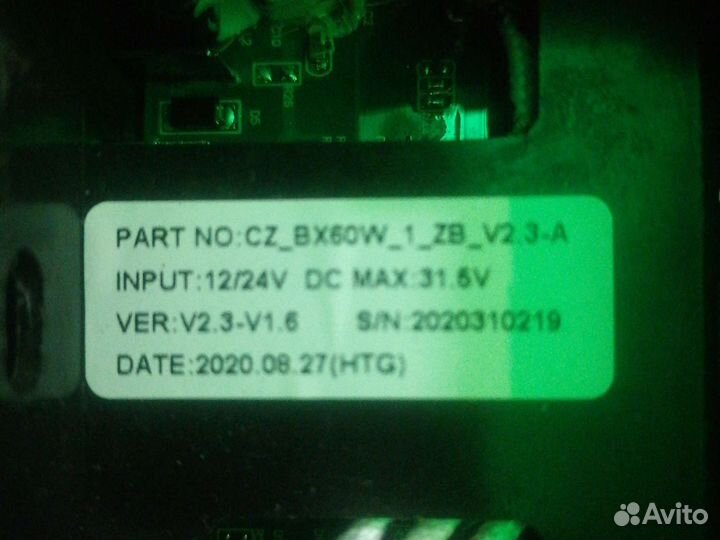 D5
PART NO:CZ_BX60W_1_ZB_V2.3-A
INPUT:12/24V DC MAX:31.5V
VER:V2.3-V1.6 S/N:2020310219
DATE:2020.08.27(HTG)
Avito